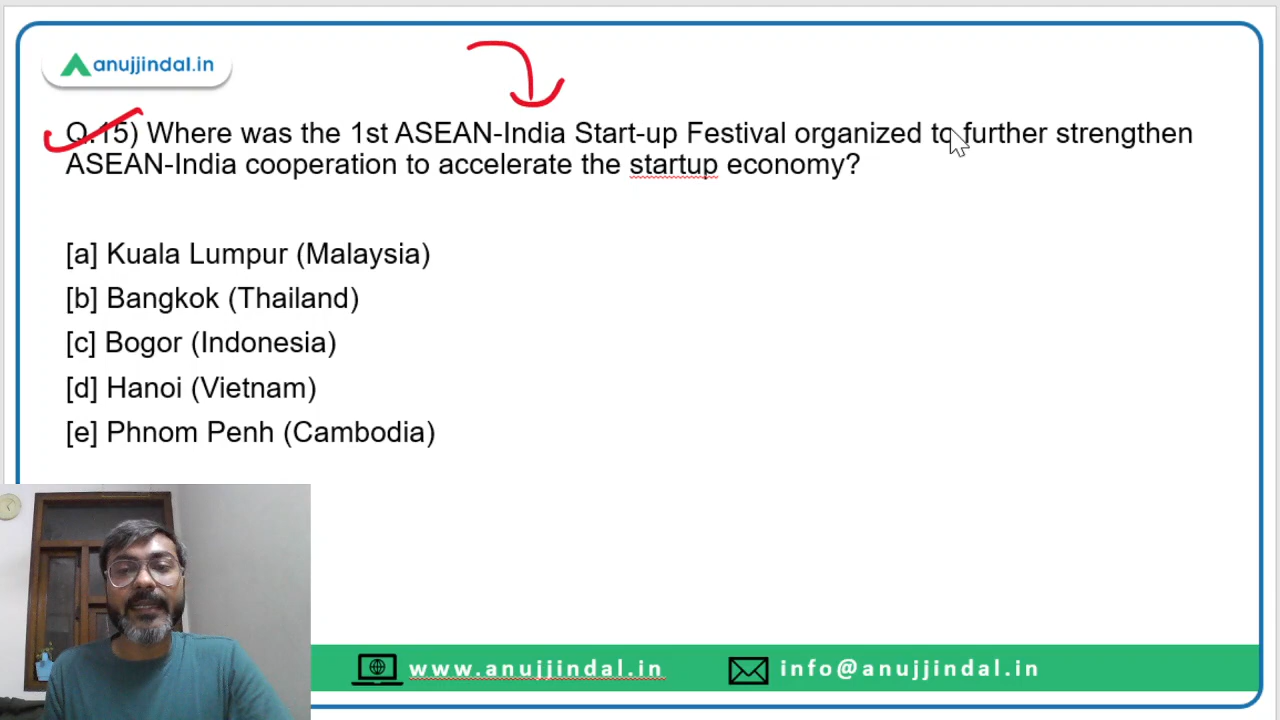 anujjindal.in
Q.15) Where was the 1st ASEAN-India Start-up Festival organized to further strengthen
ASEAN-India cooperation to accelerate the startup economy?
[a] Kuala Lumpur (Malaysia)
[b] Bangkok (Thailand)
[c] Bogor (Indonesia)
[d] Hanoi (Vietnam)
[e] Phnom Penh (Cambodia)
www.anujjindal.in
info@anujjindal.in